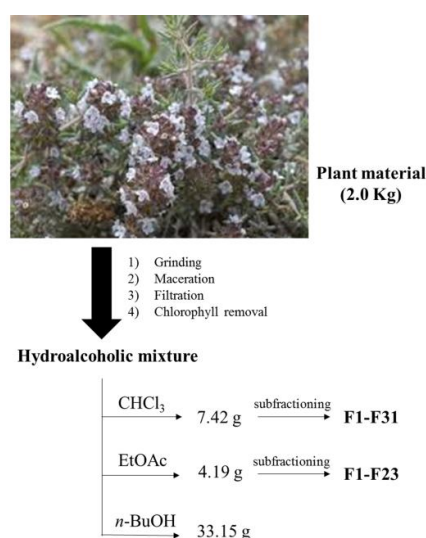 Plant material
(2.0 Kg)
1) Grinding
2) Maceration
3) Filtration
4) Chlorophyll removal
Hydroalcoholic mixture
CHCl₃ 7.42 g subfractioning F1-F31
EtOAc 4.19 g subfractioning F1-F23
n-BuOH 33.15 g